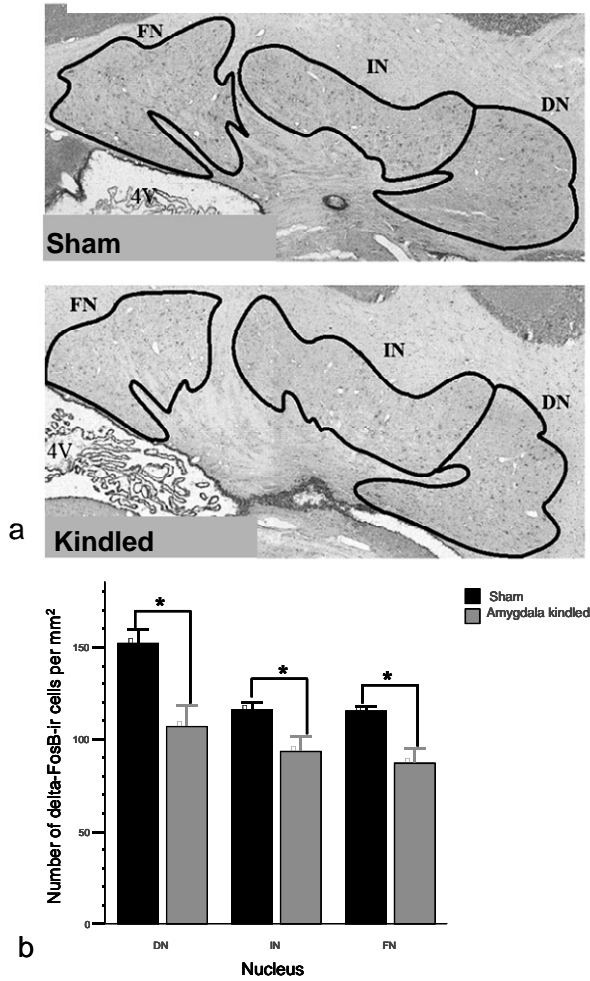 a
FN
IN
DN
4V
Sham
FN
IN
DN
4V
Kindled
b
Number of delta-FosB-ir cells per mm²
150
100
50
0
*
*
*
Sham
Amygdala kindled
DN
IN
FN
Nucleus